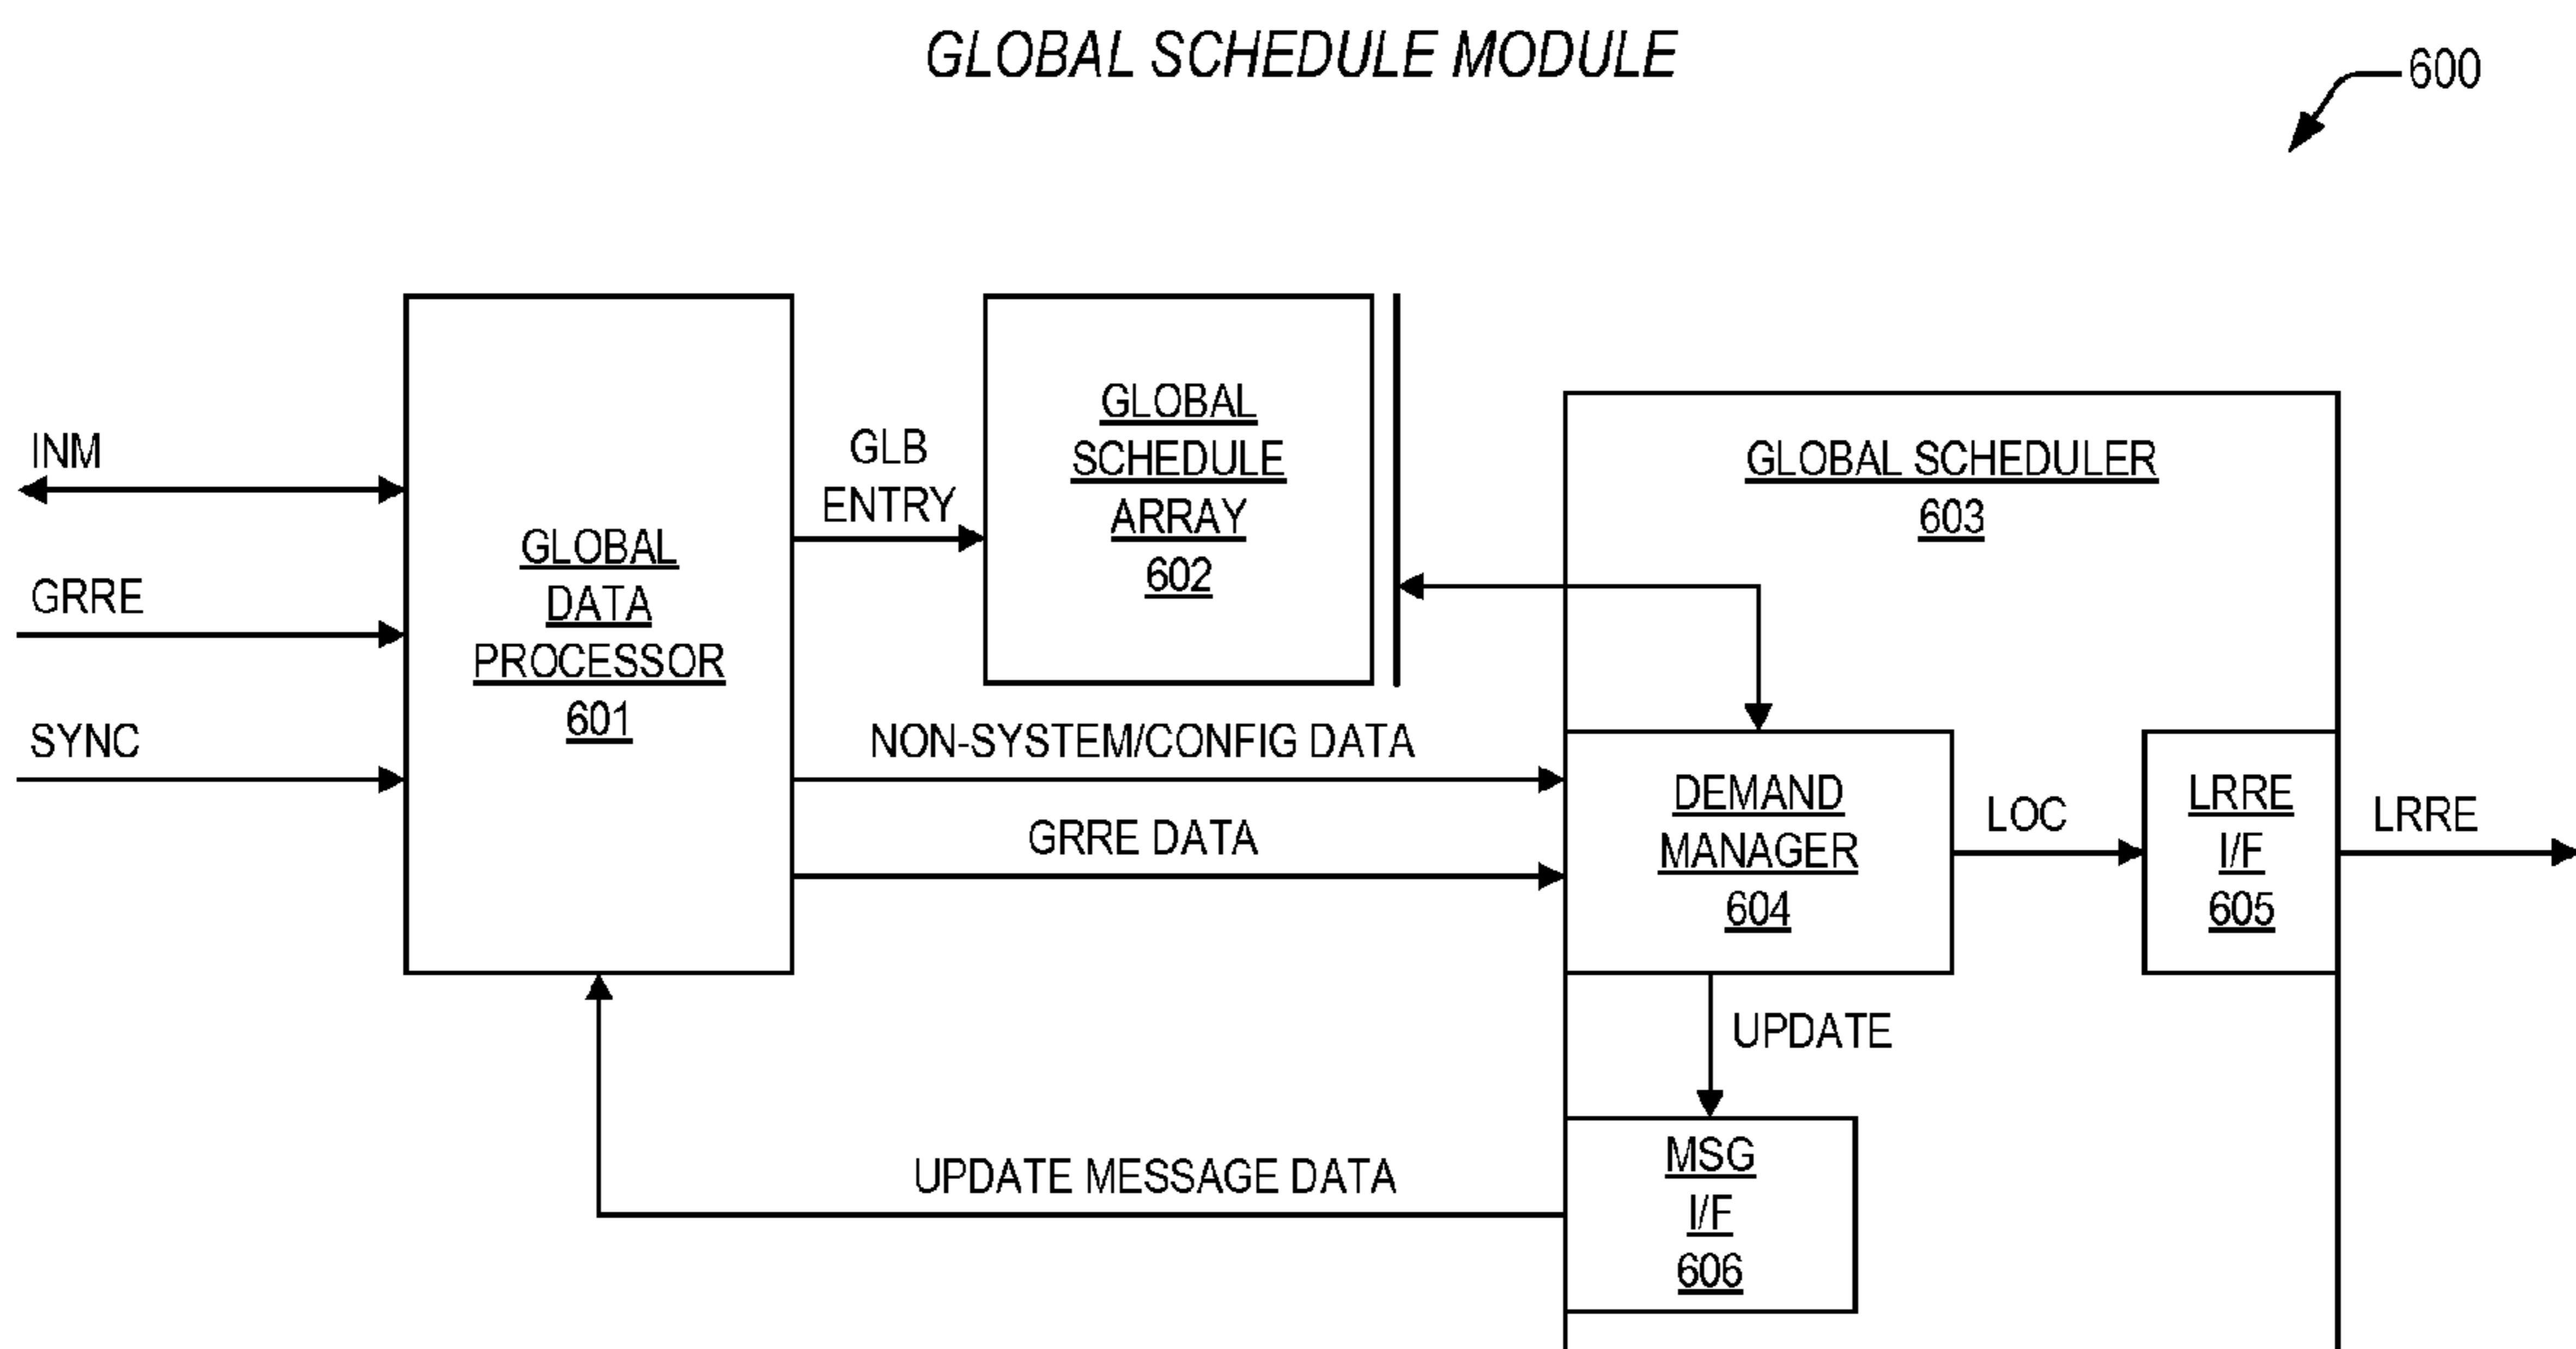 GLOBAL SCHEDULE MODULE
600
INM
GRRE
SYNC
GLOBAL
DATA
PROCESSOR
601
GLB
ENTRY
GLOBAL
SCHEDULE
ARRAY
602
GLOBAL SCHEDULER
603
NON-SYSTEM/CONFIG DATA
GRRE DATA
DEMAND
MANAGER
604
LOC
LRRE
I/F
605
LRRE
UPDATE
UPDATE MESSAGE DATA
MSG
I/F
606